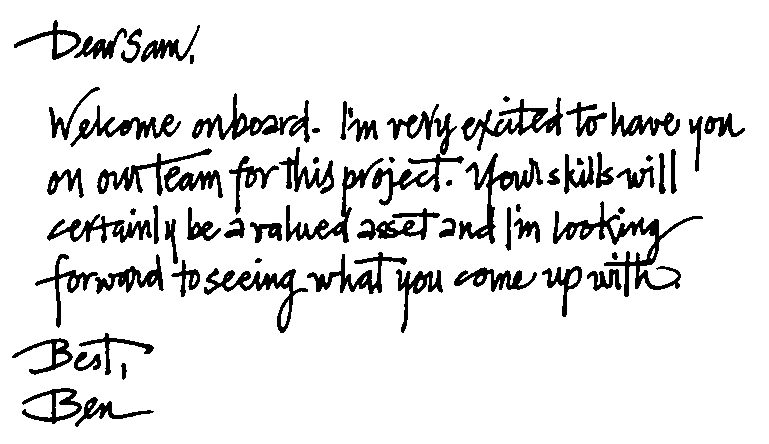 Dear Sam,
Welcome onboard. I'm very excited to have you
on our team for this project. Your skills will
certainly be a valued asset and I'm looking
forward to seeing what you come up with.
Best,
Ben